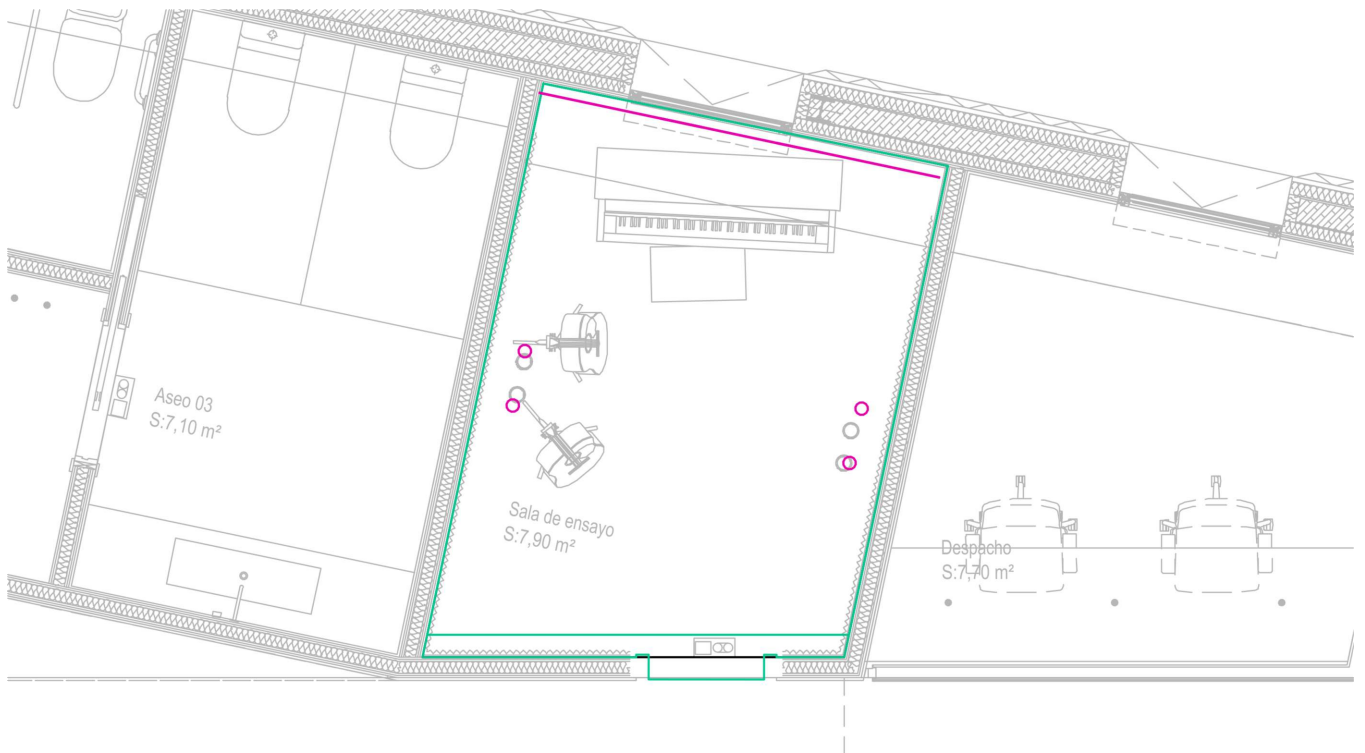 Aseo 03
S:7,10 m²
Sala de ensayo
S:7,90 m²
Despacho
S:7,70 m²